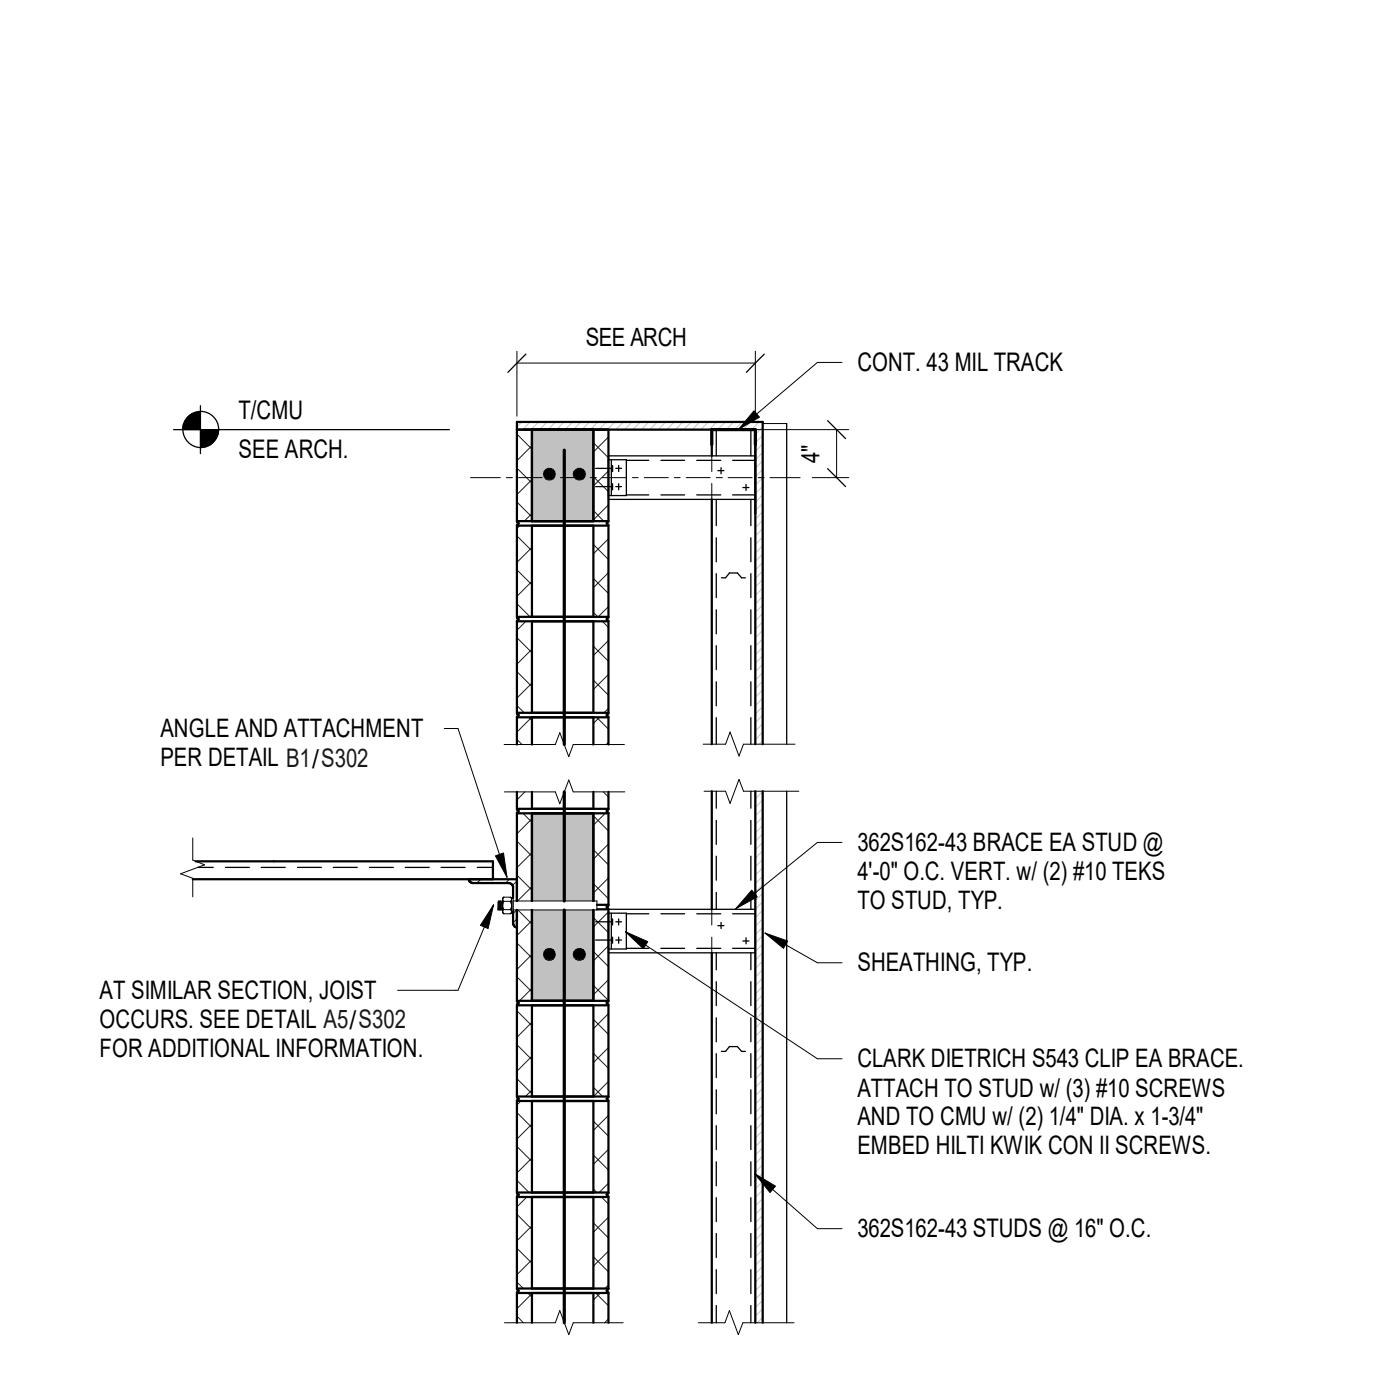 SEE ARCH
CONT. 43 MIL TRACK
T/CMU
SEE ARCH.
4"
ANGLE AND ATTACHMENT
PER DETAIL B1/S302
362S162-43 BRACE EA STUD @
4'-0" O.C. VERT. w/ (2) #10 TEKS
TO STUD, TYP.
SHEATHING, TYP.
AT SIMILAR SECTION, JOIST
OCCURS. SEE DETAIL A5/S302
FOR ADDITIONAL INFORMATION.
CLARK DIETRICH S543 CLIP EA BRACE.
ATTACH TO STUD w/ (3) #10 SCREWS
AND TO CMU w/ (2) 1/4" DIA. x 1-3/4"
EMBED HILTI KWIK CON II SCREWS.
362S162-43 STUDS @ 16" O.C.